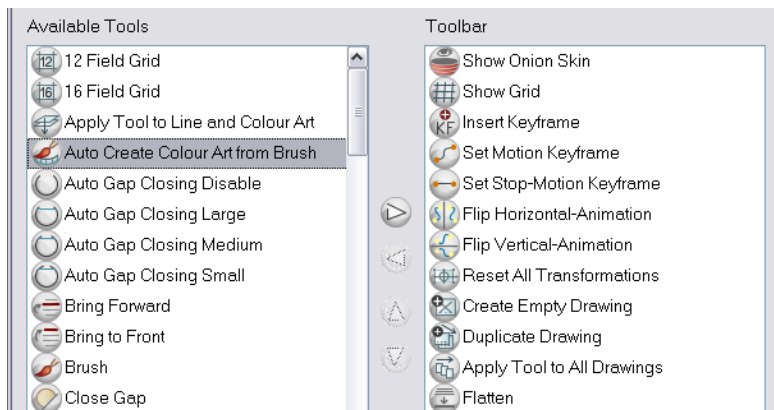 Available Tools
12 12 Field Grid
16 16 Field Grid
Apply Tool to Line and Colour Art
Auto Create Colour Art from Brush
Auto Gap Closing Disable
Auto Gap Closing Large
Auto Gap Closing Medium
Auto Gap Closing Small
Bring Forward
Bring to Front
Brush
Close Gap
Toolbar
Show Onion Skin
Show Grid
KF Insert Keyframe
Set Motion Keyframe
Set Stop-Motion Keyframe
Flip Horizontal-Animation
Flip Vertical-Animation
Reset All Transformations
Create Empty Drawing
Duplicate Drawing
Apply Tool to All Drawings
Flatten